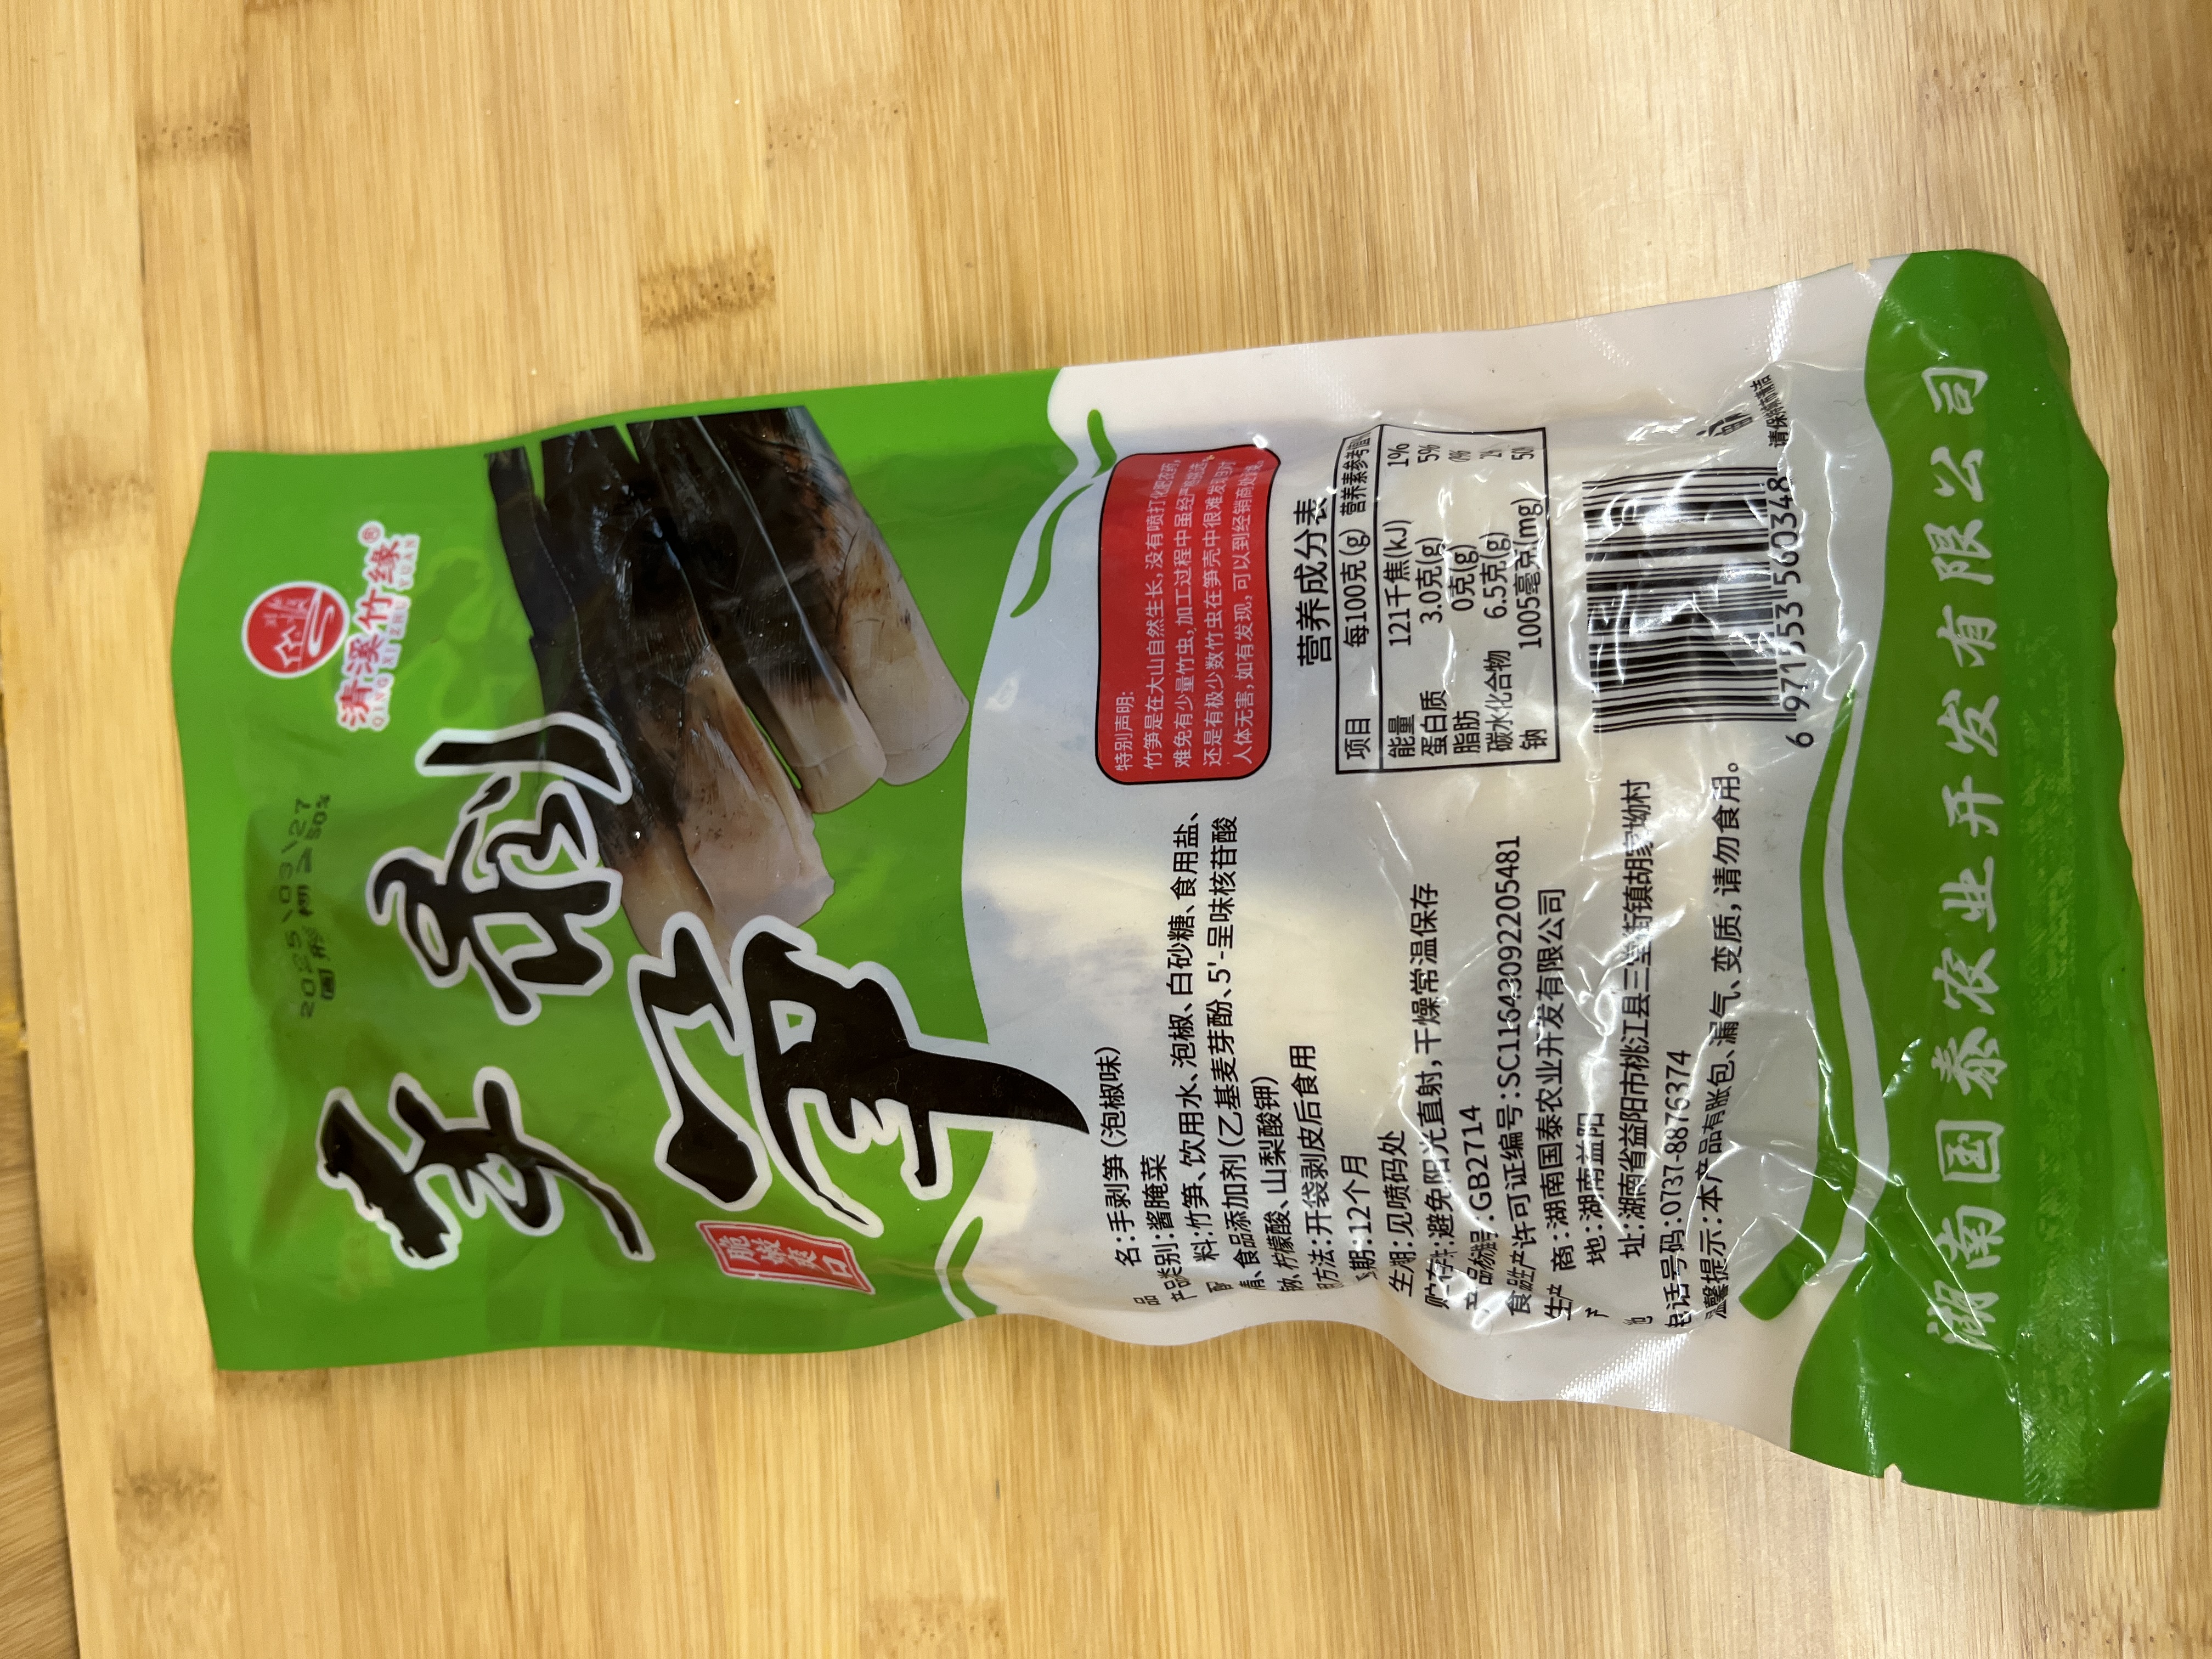 2025/03/27
固形物≥50%
清溪竹缘®
QING XI ZHU YUAN
手剥
笋
脆嫩爽口
特别声明:
竹笋是在大山自然生长,没有喷打化肥农药,
难免有少量竹虫,加工过程中虽经严格挑选,
还是有极少数竹虫在笋壳中很难发现,但对
人体无害,如有发现,可以到经销商处
品 名:手剥笋(泡椒味)
产品类别:酱腌菜
配 料:竹笋、饮用水、泡椒、白砂糖、食用盐、
精、食品添加剂(乙基麦芽酚、5'-呈味核苷酸
钠、柠檬酸、山梨酸钾)
方法:开袋剥皮后食用
期:12个月
生 期:见喷码处
贮存 件:避免阳光直射,干燥常温保存
产品标 号:GB2714
食品生产许可证编号:SC11643092205481
生产 商:湖南国泰农业开发有限公司
产 地:湖南益阳
地 址:湖南省益阳市桃江县三堂街镇胡家坳村
电话号码:0737-8876374
温馨提示:本产品有胀包、漏气、变质,请勿食用。
营养成分表
项目 每100克(g) 营养素参考值
能量 121千焦(kJ) 1%
蛋白质 3.0克(g) 5%
脂肪 0克(g) 0%
碳水化合物 6.5克(g) 2%
钠 1005毫克(mg) 50
6 971553 560348
请保持清洁
湖南国泰农业开发有限公司